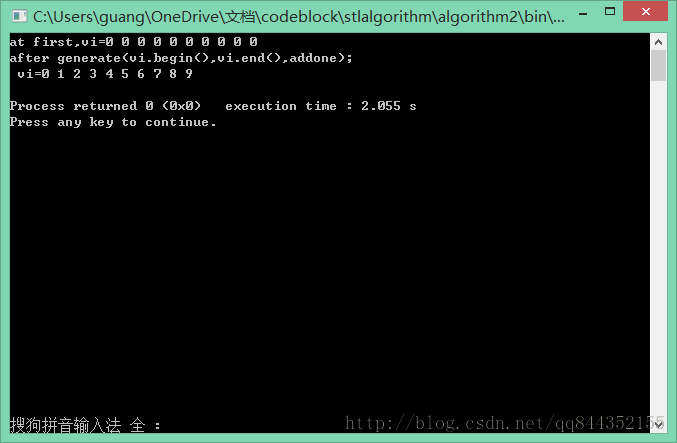 C:\Users\guang\OneDrive\文档\codeblock\stlalgorithm\algorithm2\bin\...
at first,vi=0 0 0 0 0 0 0 0 0 0
after generate(vi.begin(),vi.end(),addone);
 vi=0 1 2 3 4 5 6 7 8 9
Process returned 0 (0x0)   execution time : 2.055 s
Press any key to continue.
搜狗拼音输入法 全 :
http://blog.csdn.net/qq844352155